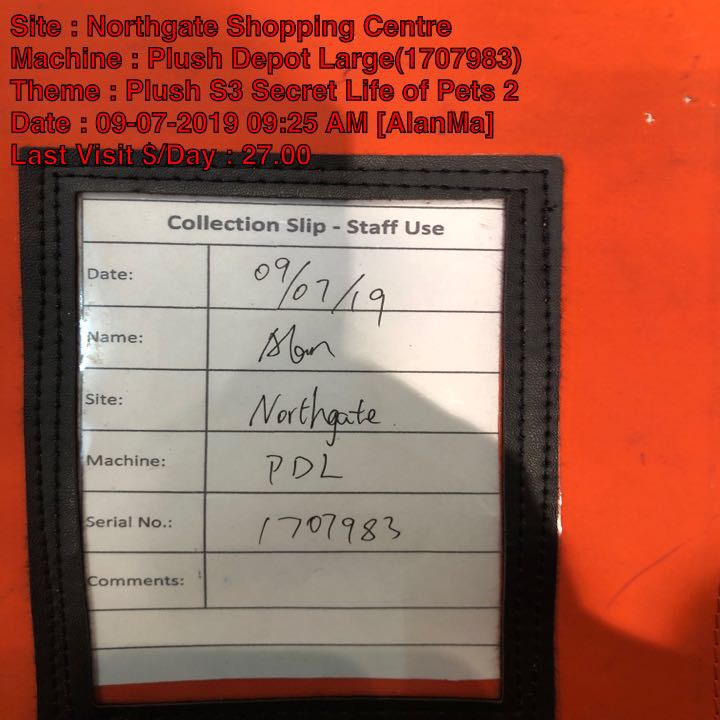 Site : Northgate Shopping Centre
Machine : Plush Depot Large(1707983)
Theme : Plush S3 Secret Life of Pets 2
Date : 09-07-2019 09:25 AM [AlanMa]
Last Visit $/Day : 27.00
Collection Slip - Staff Use
Date: 09/07/19
Name: Alan
Site: Northgate
Machine: PDL
Serial No.: 1707983
Comments: